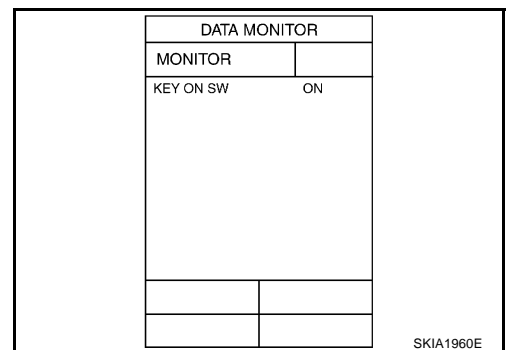 DATA MONITOR
MONITOR
KEY ON SW ON
SKIA1960E